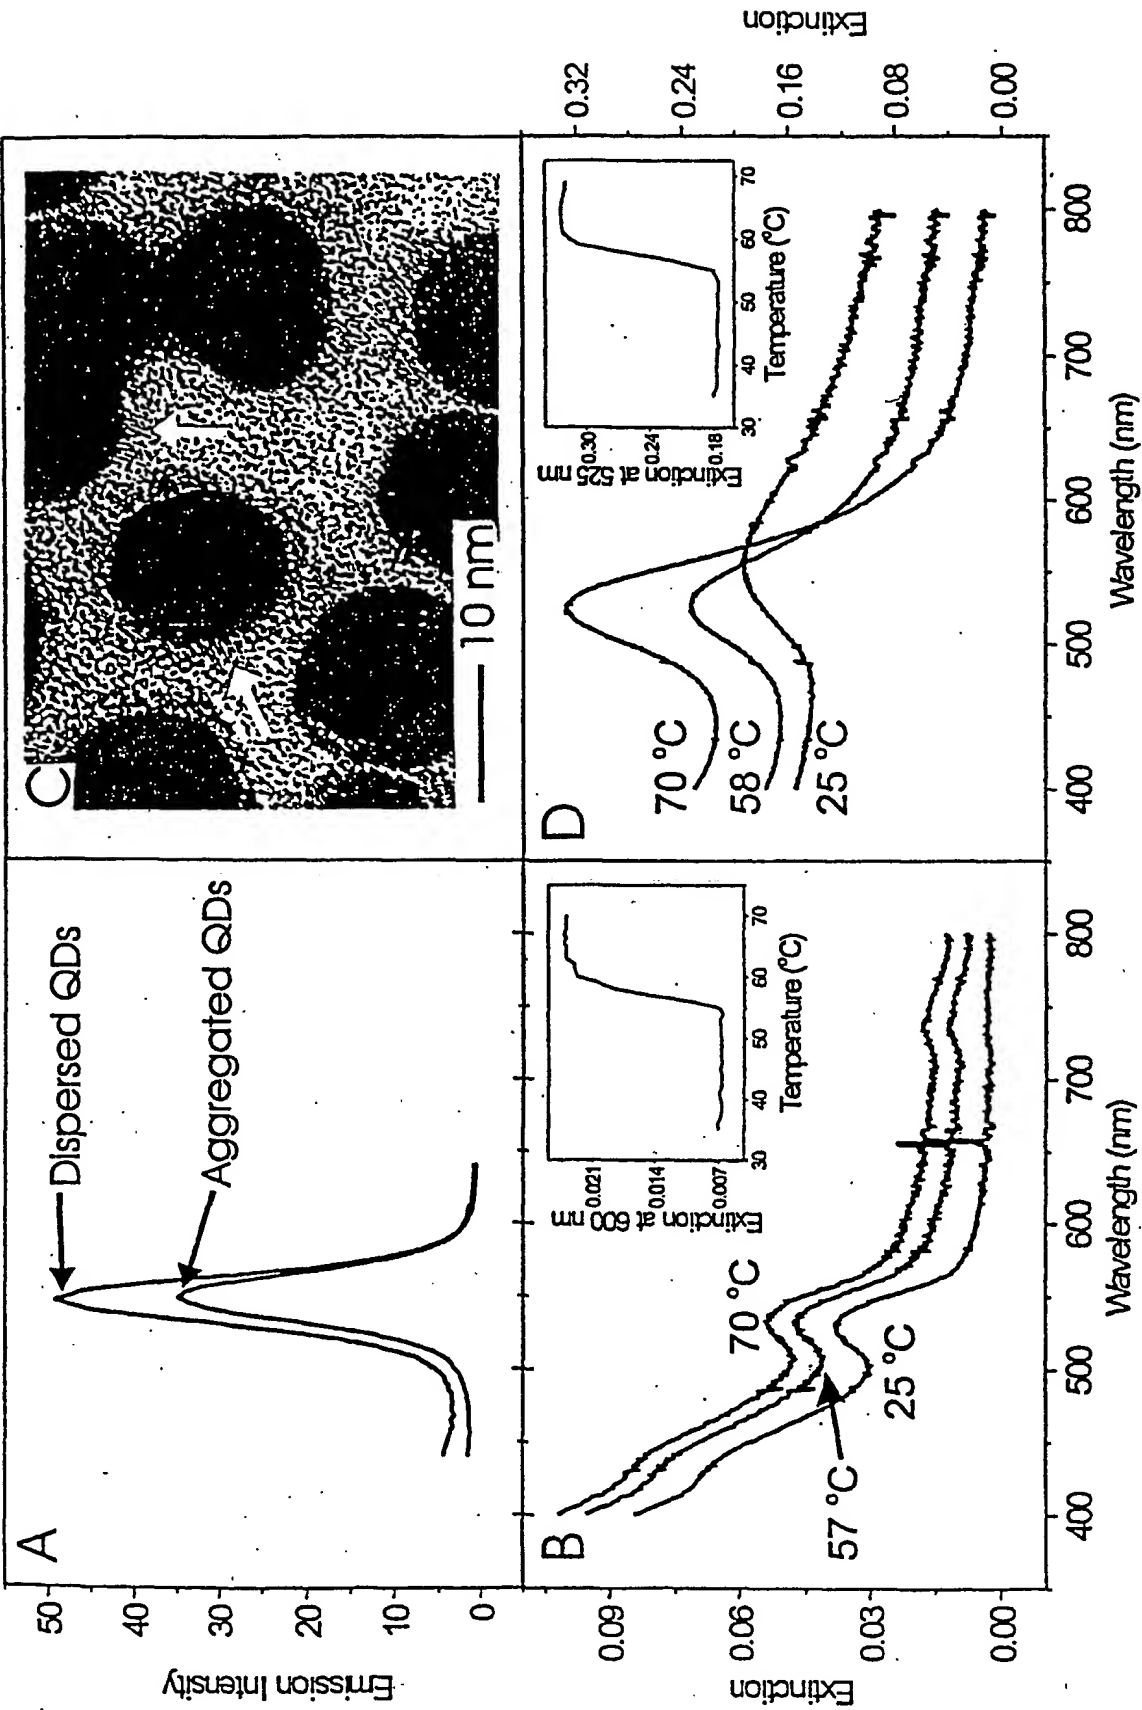 A
Dispersed QDs
Aggregated QDs
50
40
30
20
10
0
Emission Intensity
C
10 nm
B
70 °C
57 °C
25 °C
0.09
0.06
0.03
0.00
Extinction
400
500
600
700
800
Wavelength (nm)
0.021
0.014
0.007
Extinction at 600 nm
30
40
50
60
70
Temperature (°C)
D
70 °C
58 °C
25 °C
0.32
0.24
0.16
0.08
0.00
Extinction
400
500
600
700
800
Wavelength (nm)
0.30
0.24
0.18
Extinction at 525 nm
30
40
50
60
70
Temperature (°C)